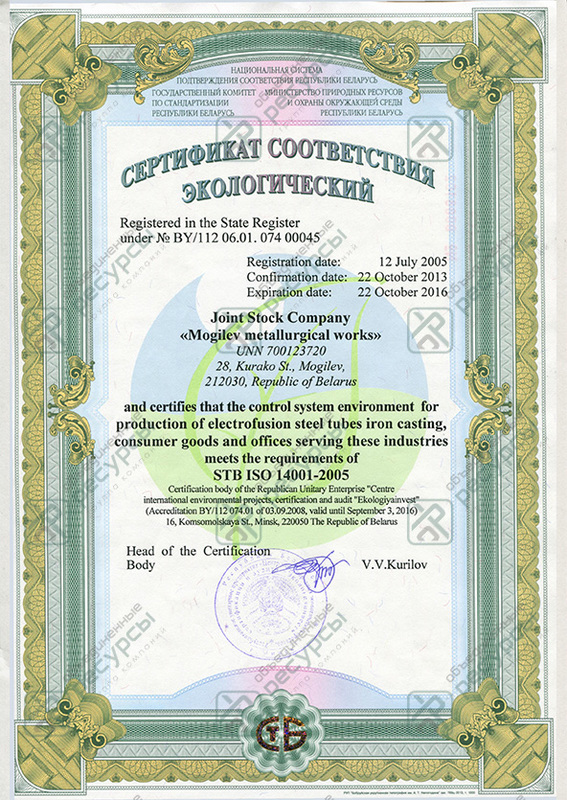 НАЦИОНАЛЬНАЯ СИСТЕМА
ПОДТВЕРЖДЕНИЯ СООТВЕТСТВИЯ РЕСПУБЛИКИ БЕЛАРУСЬ
ГОСУДАРСТВЕННЫЙ КОМИТЕТ МИНИСТЕРСТВО ПРИРОДНЫХ РЕСУРСОВ
ПО СТАНДАРТИЗАЦИИ И ОХРАНЫ ОКРУЖАЮЩЕЙ СРЕДЫ
РЕСПУБЛИКИ БЕЛАРУСЬ РЕСПУБЛИКИ БЕЛАРУСЬ
СЕРТИФИКАТ СООТВЕТСТВИЯ
ЭКОЛОГИЧЕСКИЙ
Registered in the State Register
under № BY/112 06.01. 074 00045
Registration date: 12 July 2005
Confirmation date: 22 October 2013
Expiration date: 22 October 2016
Joint Stock Company
«Mogilev metallurgical works»
UNN 700123720
28, Kurako St., Mogilev,
212030, Republic of Belarus
and certifies that the control system environment for
production of electrofusion steel tubes iron casting,
consumer goods and offices serving these industries
meets the requirements of
STB ISO 14001-2005
Certification body of the Republican Unitary Enterprise "Centre
international environmental projects, certification and audit "Ekologiyainvest"
(Accreditation BY/112 074.01 of 03.09.2008, valid until September 3, 2016)
16, Komsomolskaya St., Minsk, 220050 The Republic of Belarus
Head of the Certification
Body V.V.Kurilov
СТБ
объединенные
РЕСУРСЫ
группа компаний